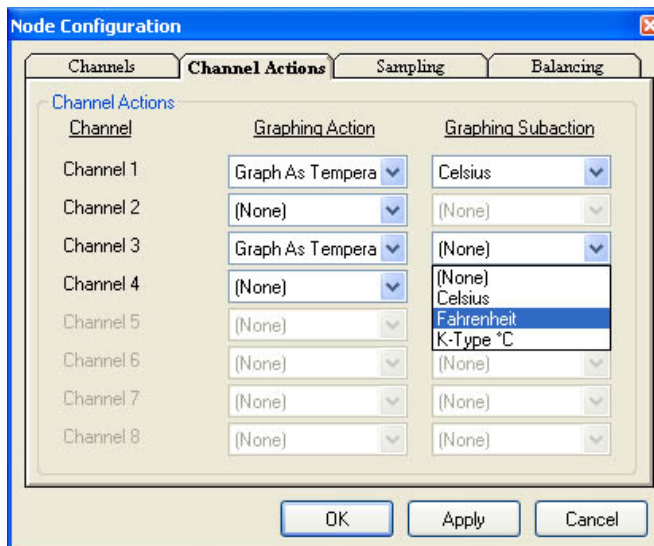 Node Configuration
Channels Channel Actions Sampling Balancing
Channel Actions
Channel Graphing Action Graphing Subaction
Channel 1 Graph As Tempera Celsius
Channel 2 (None) (None)
Channel 3 Graph As Tempera (None)
Channel 4 (None)
(None)
Celsius
Fahrenheit
K-Type °C
Channel 5 (None)
Channel 6 (None) (None)
Channel 7 (None) (None)
Channel 8 (None) (None)
OK Apply Cancel